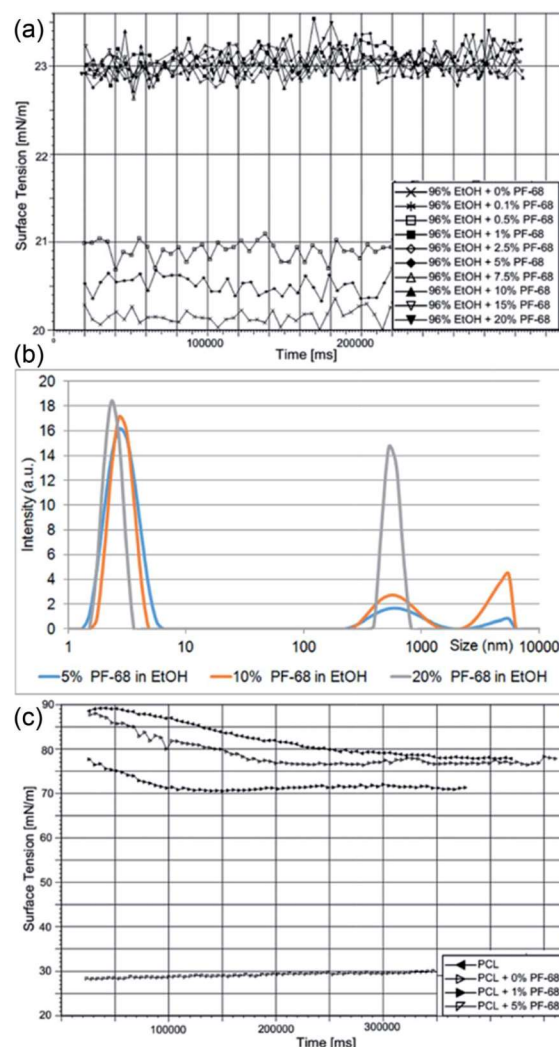 (a)
Surface Tension [mN/m]
23
22
21
20
96% EtOH + 0% PF-68
96% EtOH + 0.1% PF-68
96% EtOH + 0.5% PF-68
96% EtOH + 1% PF-68
96% EtOH + 2.5% PF-68
96% EtOH + 5% PF-68
96% EtOH + 7.5% PF-68
96% EtOH + 10% PF-68
96% EtOH + 15% PF-68
96% EtOH + 20% PF-68
100000
200000
Time [ms]
(b)
Intensity (a.u.)
20
18
16
14
12
10
8
6
4
2
0
1
10
100
1000
Size (nm)
10000
5% PF-68 in EtOH
10% PF-68 in EtOH
20% PF-68 in EtOH
(c)
Surface Tension [mN/m]
90
80
70
60
50
40
30
20
PCL
PCL + 0% PF-68
PCL + 1% PF-68
PCL + 5% PF-68
100000
200000
300000
Time [ms]